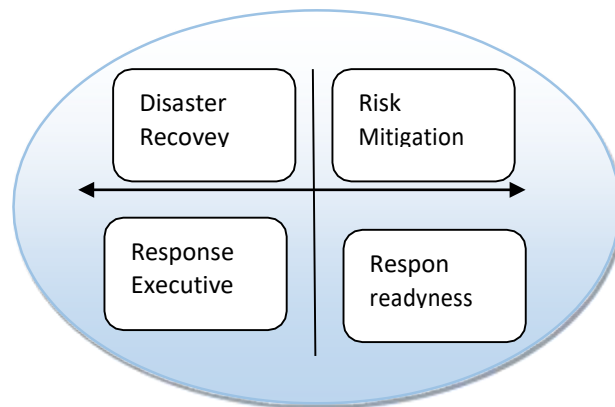 Disaster
Recovey
Risk
Mitigation
Response
Executive
Respon
readyness